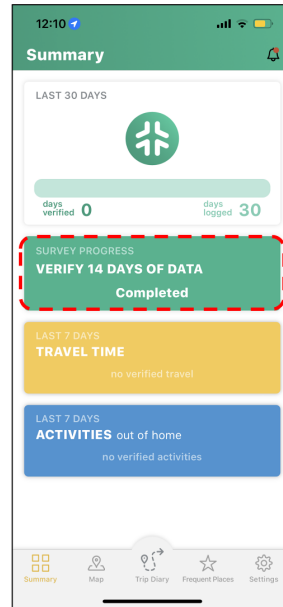 12:10
Summary
LAST 30 DAYS
days verified 0
days logged 30
SURVEY PROGRESS
VERIFY 14 DAYS OF DATA
Completed
LAST 7 DAYS
TRAVEL TIME
no verified travel
LAST 7 DAYS
ACTIVITIES out of home
no verified activities
Summary Map Trip Diary Frequent Places Settings